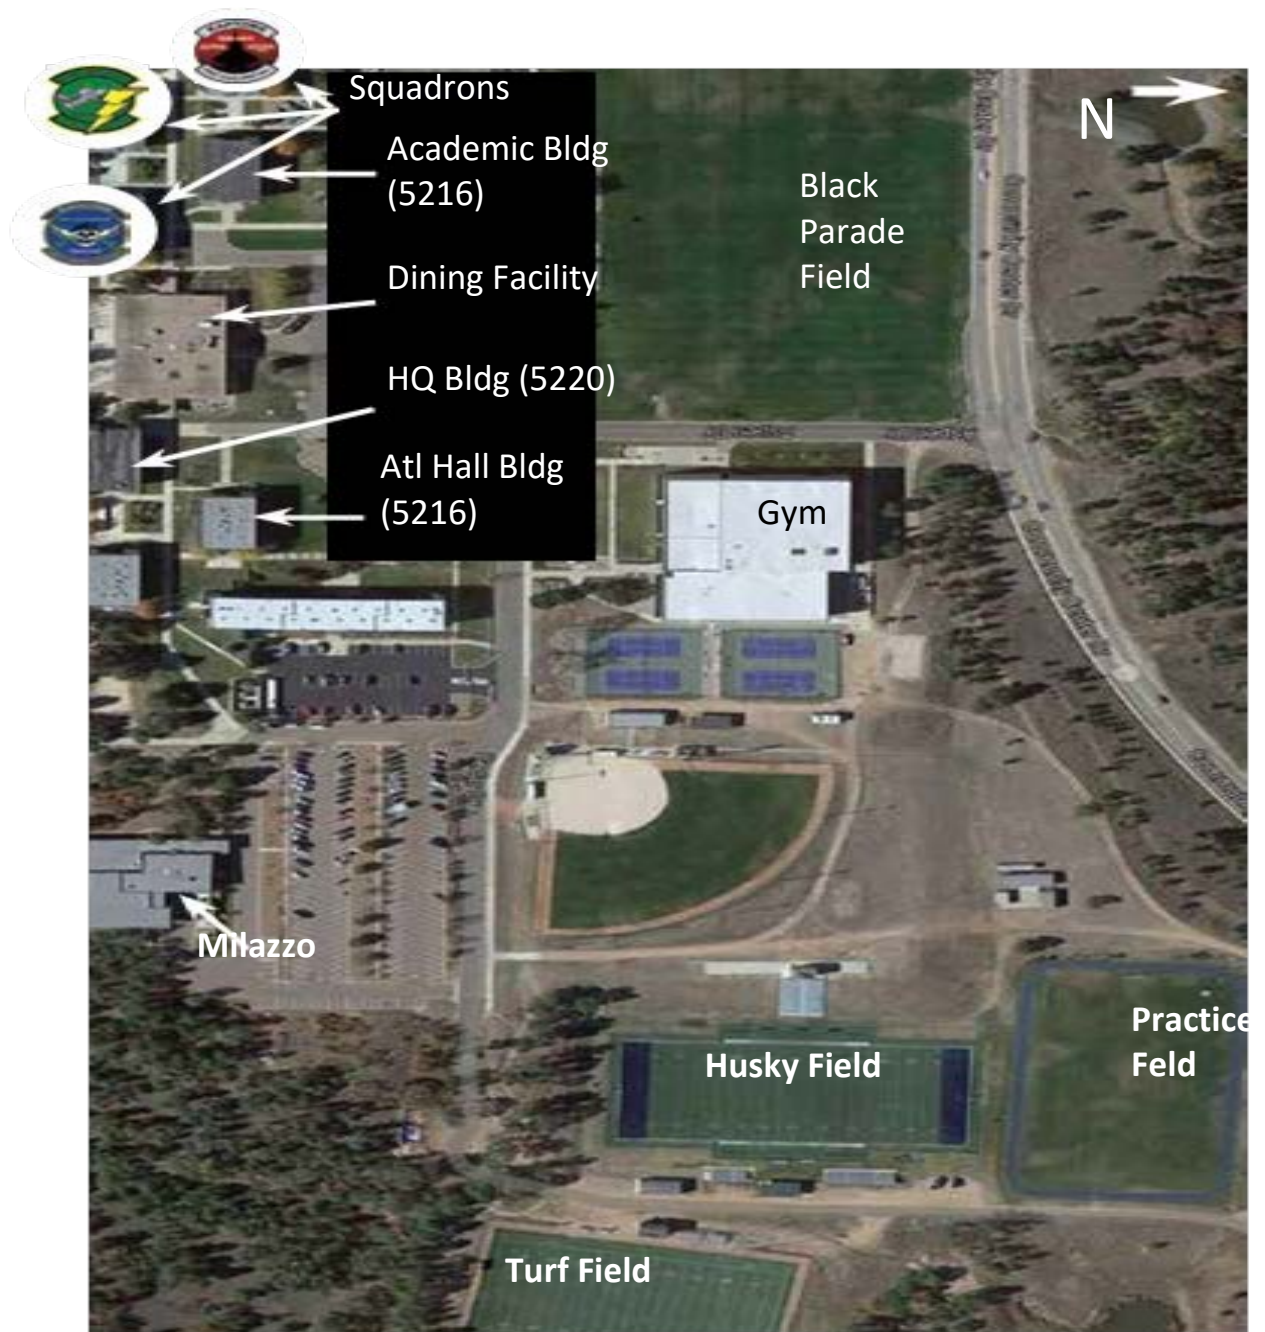 Squadrons
N
Academic Bldg
(5216)
Black
Parade
Field
Dining Facility
HQ Bldg (5220)
Atl Hall Bldg
(5216)
Gym
Milazzo
Practice
Feld
Husky Field
Turf Field